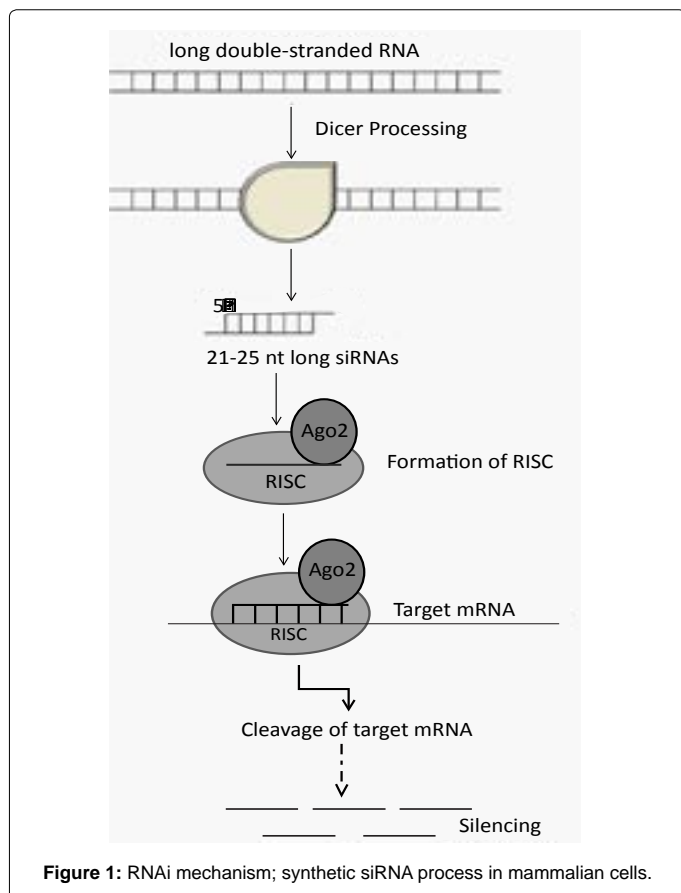 long double-stranded RNA
Dicer Processing
21-25 nt long siRNAs
Ago2
Formation of RISC
RISC
Ago2
Target mRNA
RISC
Cleavage of target mRNA
Silencing
Figure 1: RNAi mechanism; synthetic siRNA process in mammalian cells.